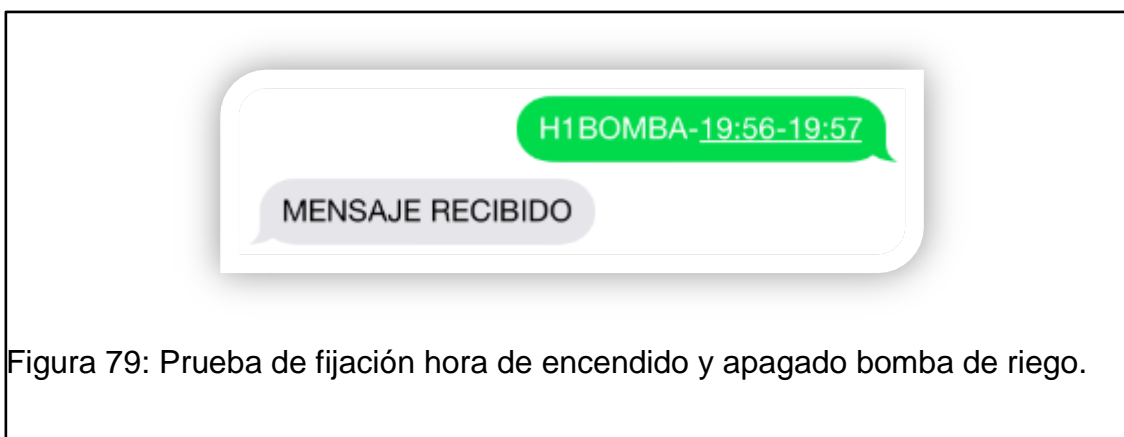 H1BOMBA-19:56-19:57
MENSAJE RECIBIDO
Figura 79: Prueba de fijación hora de encendido y apagado bomba de riego.